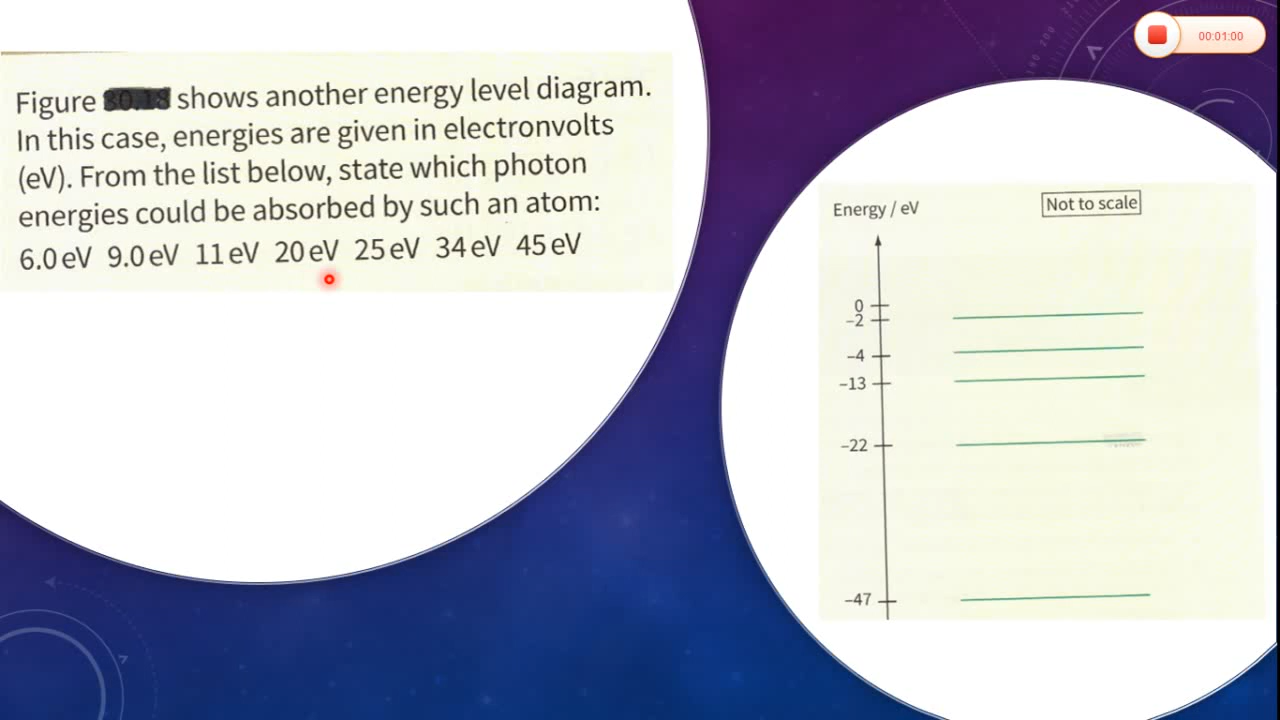 00:01:00
Figure shows another energy level diagram.
In this case, energies are given in electronvolts
(eV). From the list below, state which photon
energies could be absorbed by such an atom:
6.0 eV 9.0 eV 11 eV 20 eV 25 eV 34 eV 45 eV
Energy / eV
Not to scale
0
–2
–4
–13
–22
–47